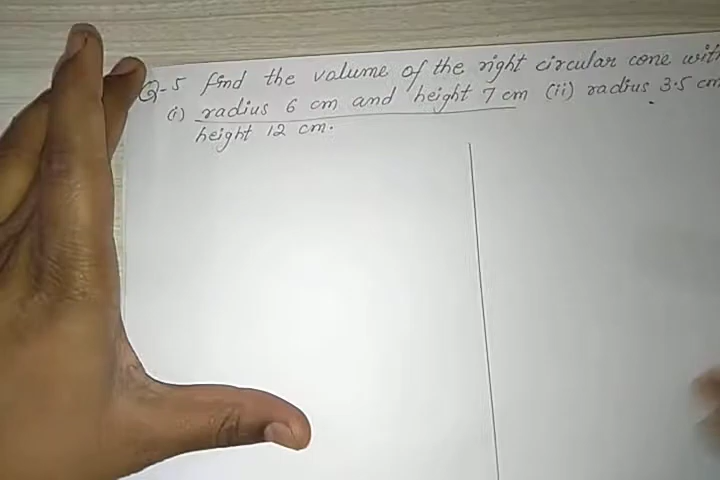 Q-5 find the volume of the right circular cone with
(i) radius 6 cm and height 7 cm (ii) radius 3.5 cm
height 12 cm.